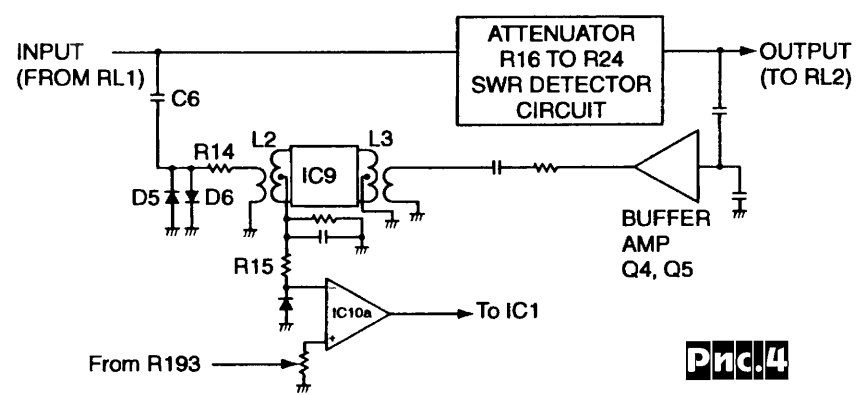 INPUT
(FROM RL1)
ATTENUATOR
R16 TO R24
SWR DETECTOR
CIRCUIT
OUTPUT
(TO RL2)
C6
R14
L2
IC9
L3
D5
D6
BUFFER
AMP
Q4, Q5
R15
−
IC10a
+
To IC1
From R193
Рис.4